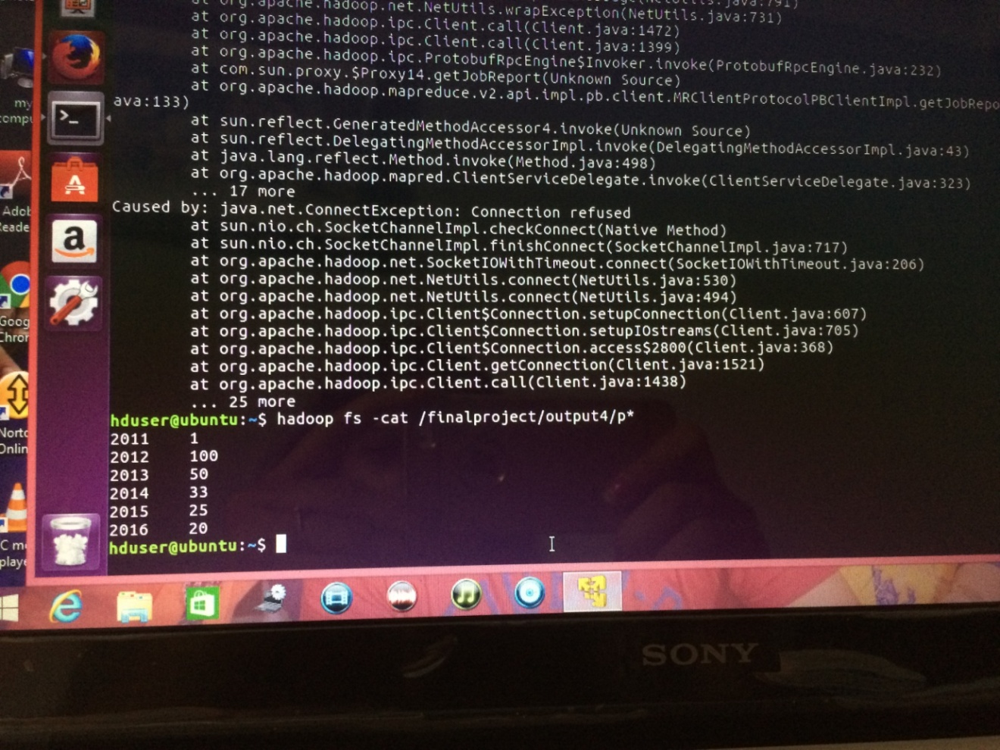 at org.apache.hadoop.net.NetUtils.wrapException(NetUtils.java:731)
at org.apache.hadoop.ipc.Client.call(Client.java:1472)
at org.apache.hadoop.ipc.Client.call(Client.java:1399)
at org.apache.hadoop.ipc.ProtobufRpcEngine$Invoker.invoke(ProtobufRpcEngine.java:232)
at com.sun.proxy.$Proxy14.getJobReport(Unknown Source)
at org.apache.hadoop.mapreduce.v2.api.impl.pb.client.MRClientProtocolPBClientImpl.getJobRepo
ava:133)
at sun.reflect.GeneratedMethodAccessor4.invoke(Unknown Source)
at sun.reflect.DelegatingMethodAccessorImpl.invoke(DelegatingMethodAccessorImpl.java:43)
at java.lang.reflect.Method.invoke(Method.java:498)
at org.apache.hadoop.mapred.ClientServiceDelegate.invoke(ClientServiceDelegate.java:323)
... 17 more
Caused by: java.net.ConnectException: Connection refused
at sun.nio.ch.SocketChannelImpl.checkConnect(Native Method)
at sun.nio.ch.SocketChannelImpl.finishConnect(SocketChannelImpl.java:717)
at org.apache.hadoop.net.SocketIOWithTimeout.connect(SocketIOWithTimeout.java:206)
at org.apache.hadoop.net.NetUtils.connect(NetUtils.java:530)
at org.apache.hadoop.net.NetUtils.connect(NetUtils.java:494)
at org.apache.hadoop.ipc.Client$Connection.setupConnection(Client.java:607)
at org.apache.hadoop.ipc.Client$Connection.setupIOstreams(Client.java:705)
at org.apache.hadoop.ipc.Client$Connection.access$2800(Client.java:368)
at org.apache.hadoop.ipc.Client.getConnection(Client.java:1521)
at org.apache.hadoop.ipc.Client.call(Client.java:1438)
... 25 more
hduser@ubuntu:~$ hadoop fs -cat /finalproject/output4/p*
2011 1
2012 100
2013 50
2014 33
2015 25
2016 20
hduser@ubuntu:~$
my
compu
Adob
Reade
Goog
Chron
Norto
Onlin
C me
playe
SONY